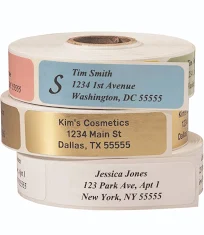 S
Tim Smith
1234 1st Avenue
Washington, DC 55555
Kim's Cosmetics
1234 Main St
Dallas, TX 55555
Jessica Jones
123 Park Ave, Apt 1
New York, NY 55555